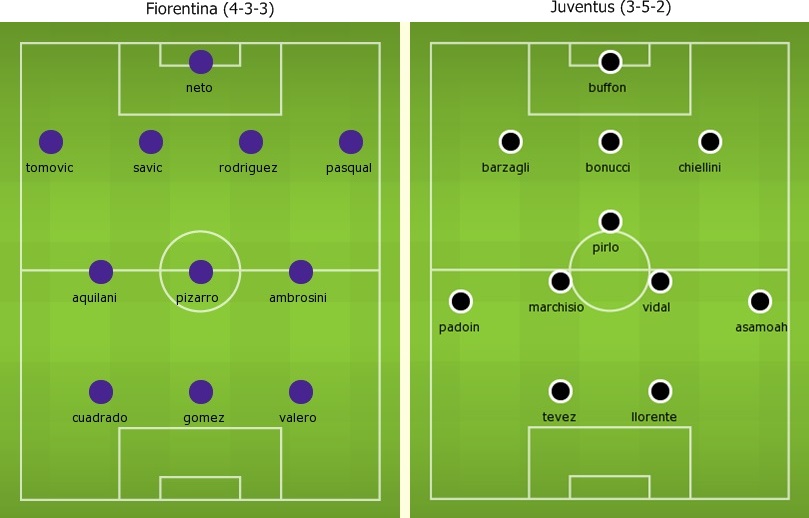 Fiorentina (4-3-3)
neto
tomovic
savic
rodriguez
pasqual
aquilani
pizarro
ambrosini
cuadrado
gomez
valero
Juventus (3-5-2)
buffon
barzagli
bonucci
chiellini
pirlo
marchisio
vidal
padoin
asamoah
tevez
llorente